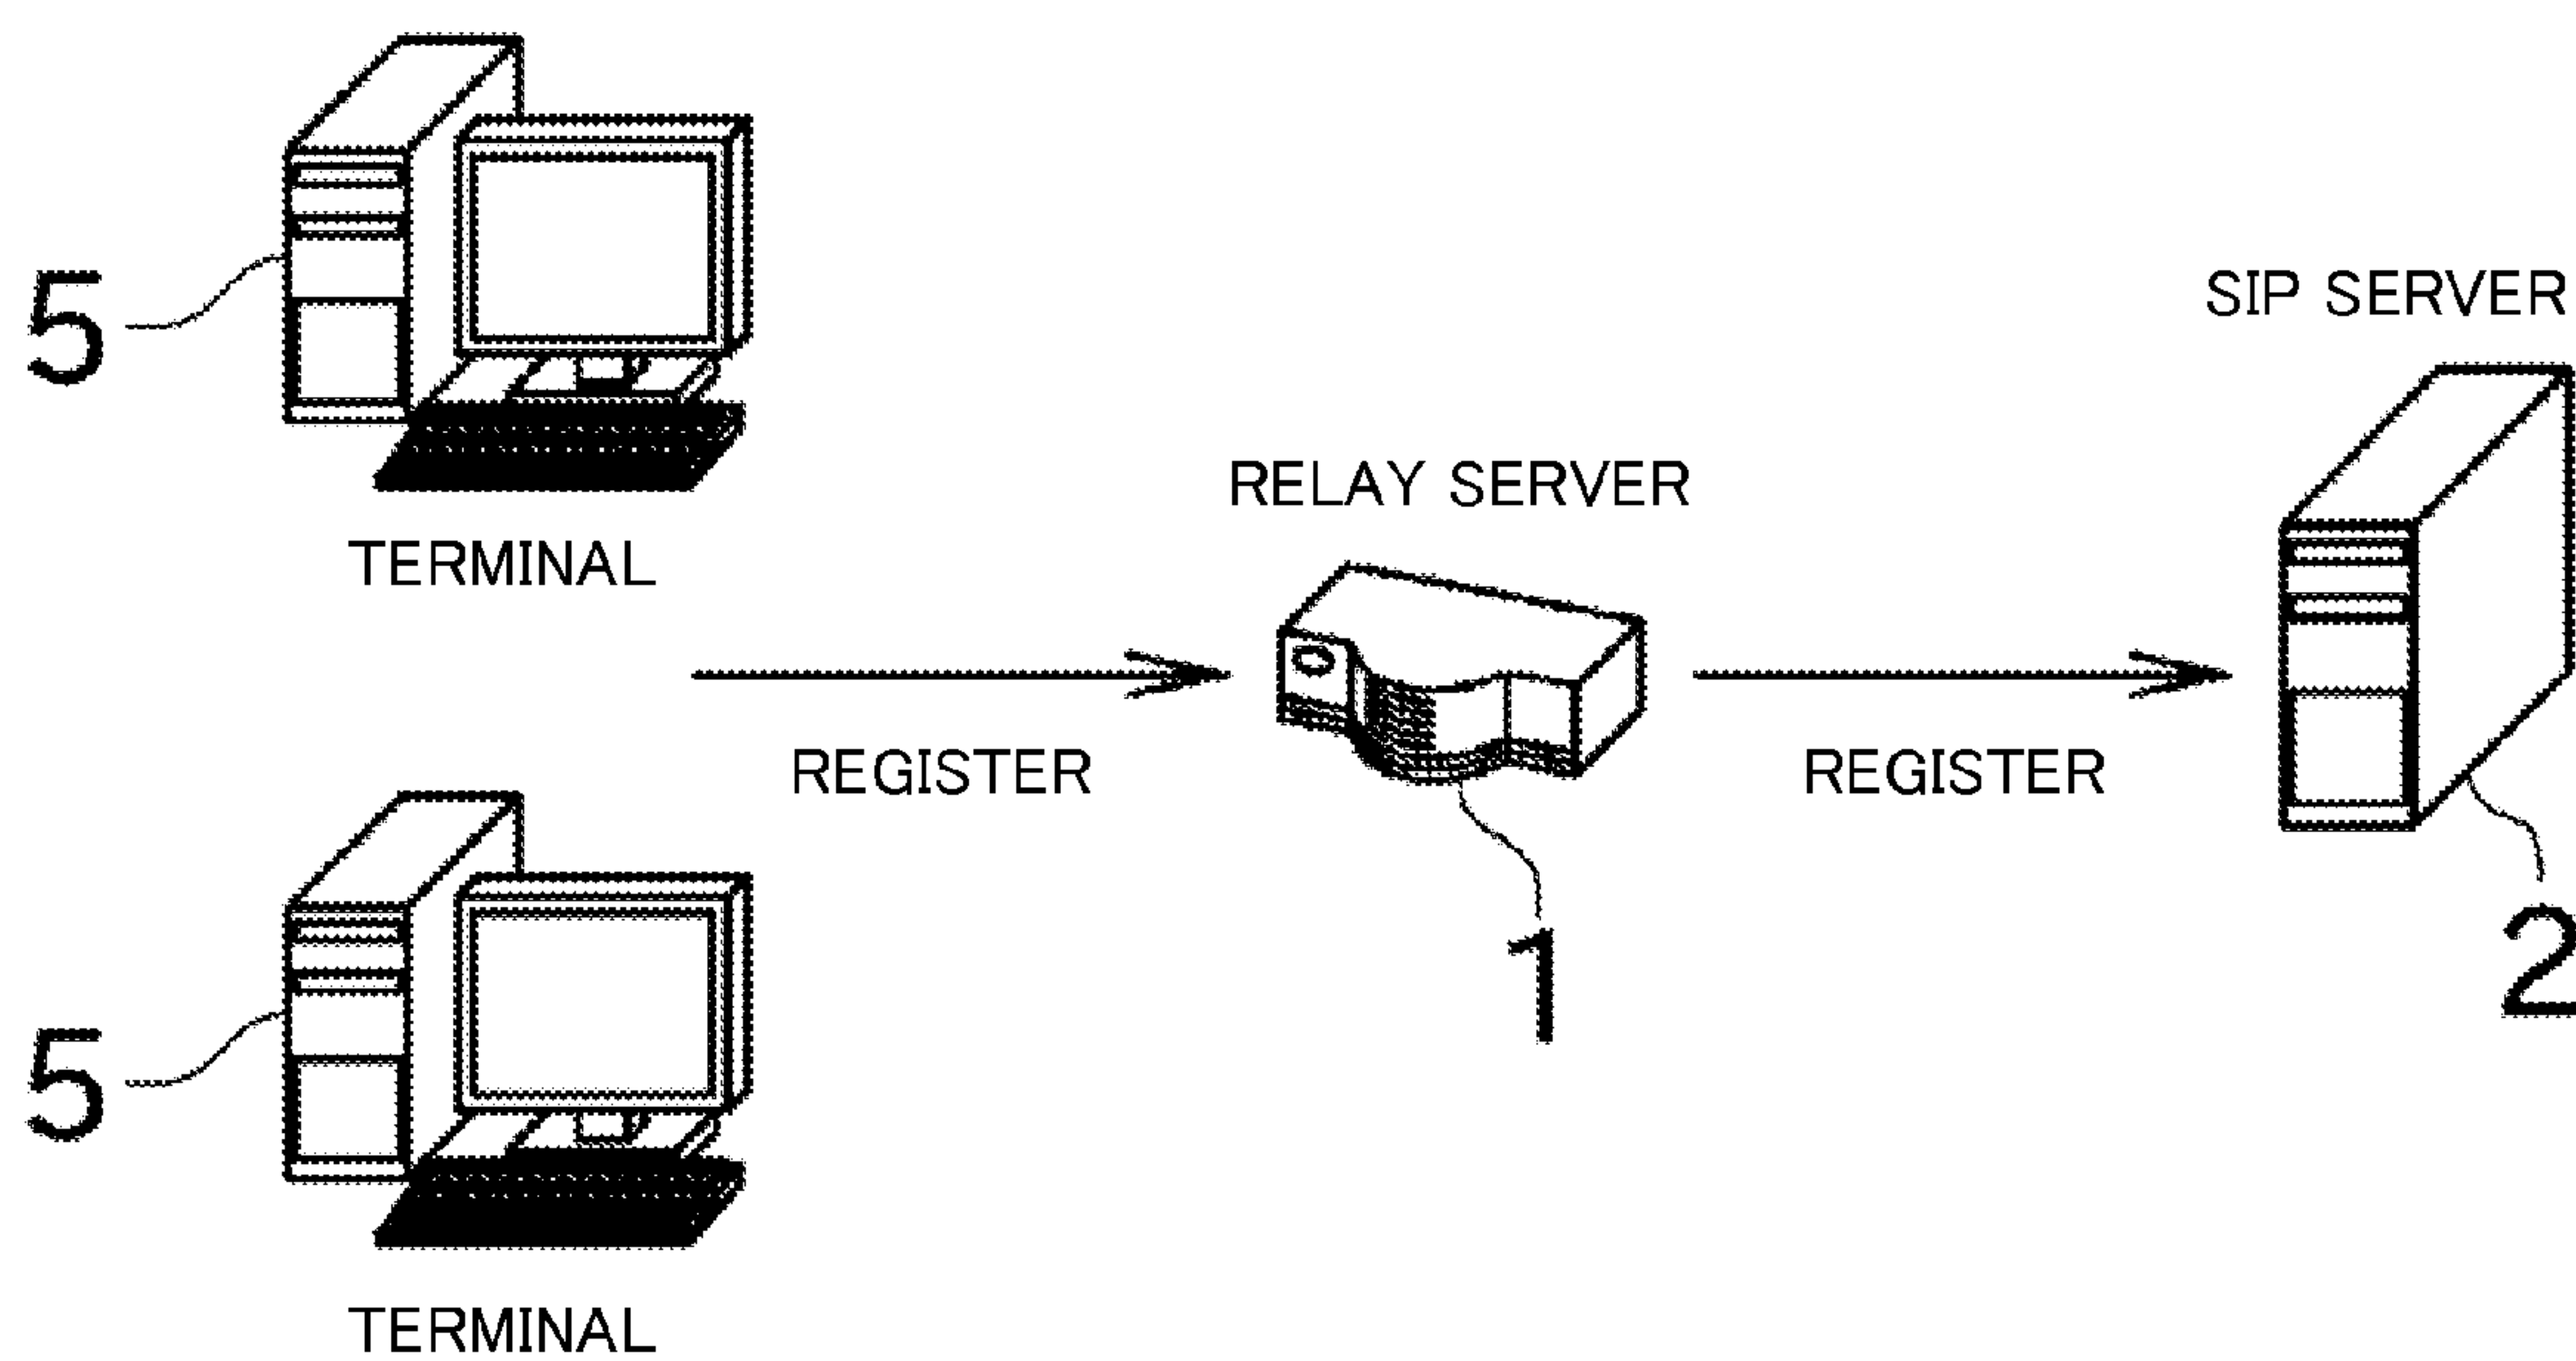 5
TERMINAL
SIP SERVER
RELAY SERVER
REGISTER
REGISTER
1
2
5
TERMINAL